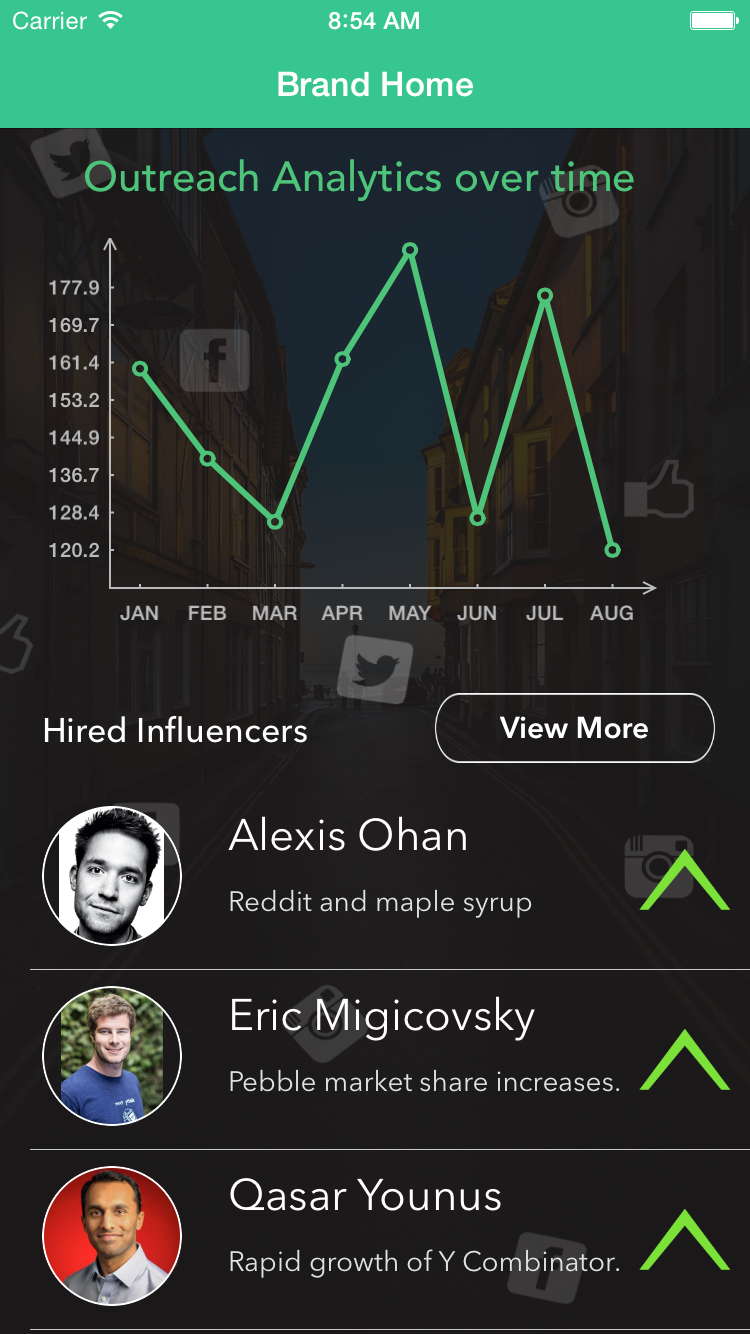 Carrier 8:54 AM
Brand Home
Outreach Analytics over time
177.9
169.7
161.4
153.2
144.9
136.7
128.4
120.2
JAN FEB MAR APR MAY JUN JUL AUG
Hired Influencers View More
Alexis Ohan
Reddit and maple syrup
Eric Migicovsky
Pebble market share increases.
Qasar Younus
Rapid growth of Y Combinator.